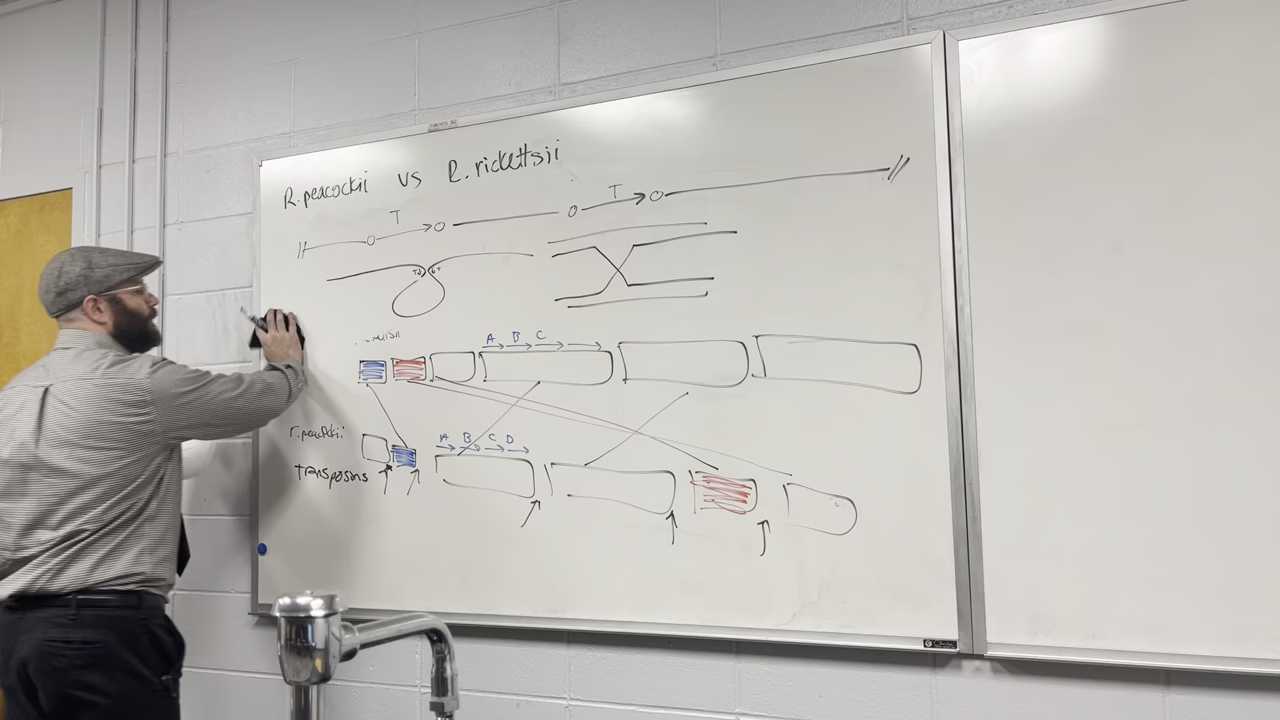 R. peacockii vs R. rickettsii
T
T
A B C
r. peacockii
A B C D
transposons